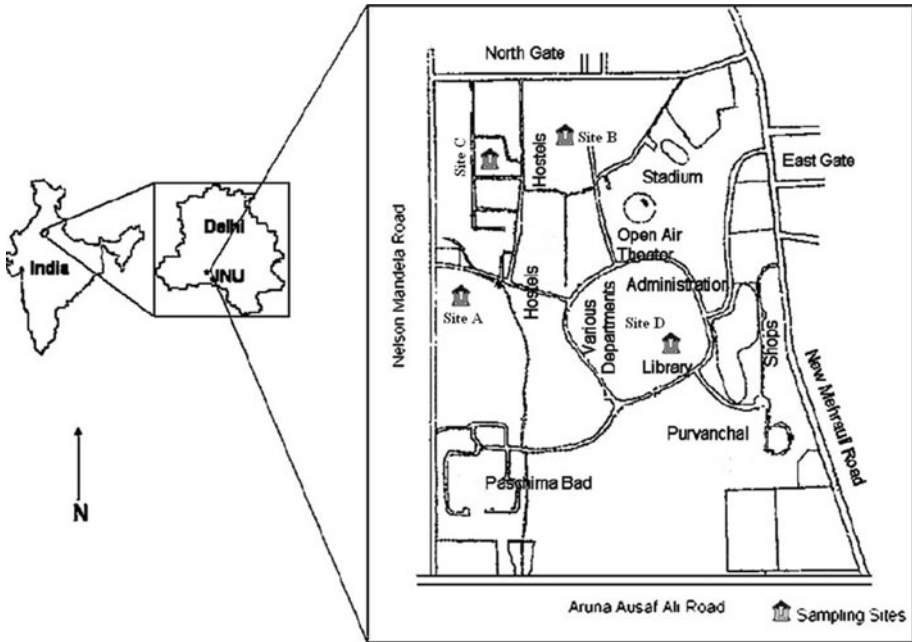 North Gate
Site C
Hostels
Site B
East Gate
Stadium
Delhi
India
JNU
Nelson Mandela Road
Open Air
Theator
Administration
Hostels
Site A
Various
Departments
Site D
Library
Shops
New Mehrauli Road
Purvanchal
Paschima Bad
N
Aruna Ausaf Ali Road
Sampling Sites